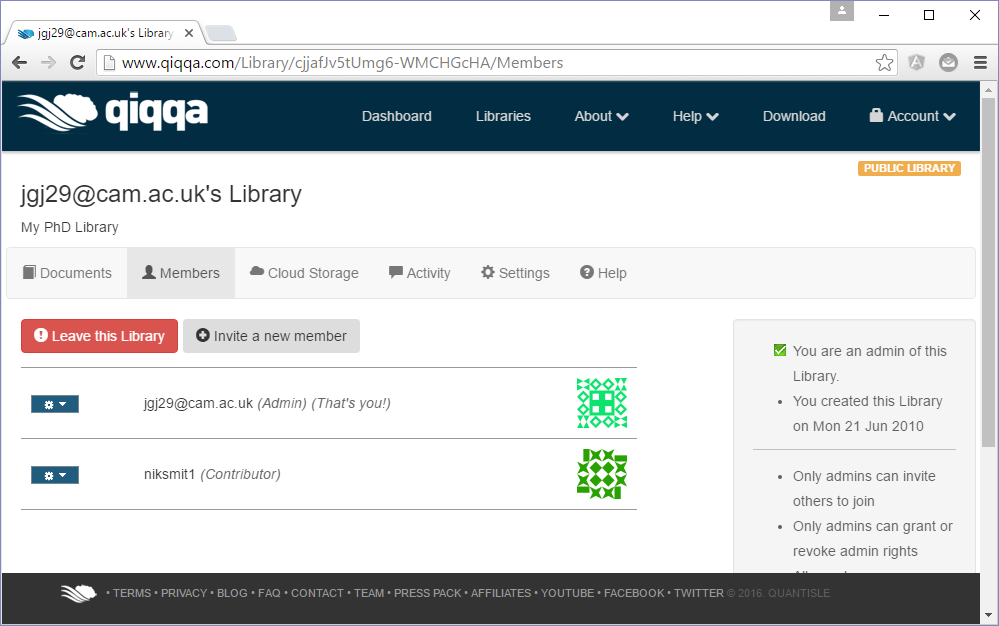 jgj29@cam.ac.uk's Library
www.qiqqa.com/Library/cjjafJv5tUmg6-WMCHGcHA/Members
qiqqa
Dashboard Libraries About Help Download Account
PUBLIC LIBRARY
jgj29@cam.ac.uk's Library
My PhD Library
Documents Members Cloud Storage Activity Settings Help
Leave this Library Invite a new member
jgj29@cam.ac.uk (Admin) (That's you!)
niksmit1 (Contributor)
You are an admin of this
Library.
• You created this Library
on Mon 21 Jun 2010
• Only admins can invite
others to join
• Only admins can grant or
revoke admin rights
• TERMS • PRIVACY • BLOG • FAQ • CONTACT • TEAM • PRESS PACK • AFFILIATES • YOUTUBE • FACEBOOK • TWITTER © 2016. QUANTISLE